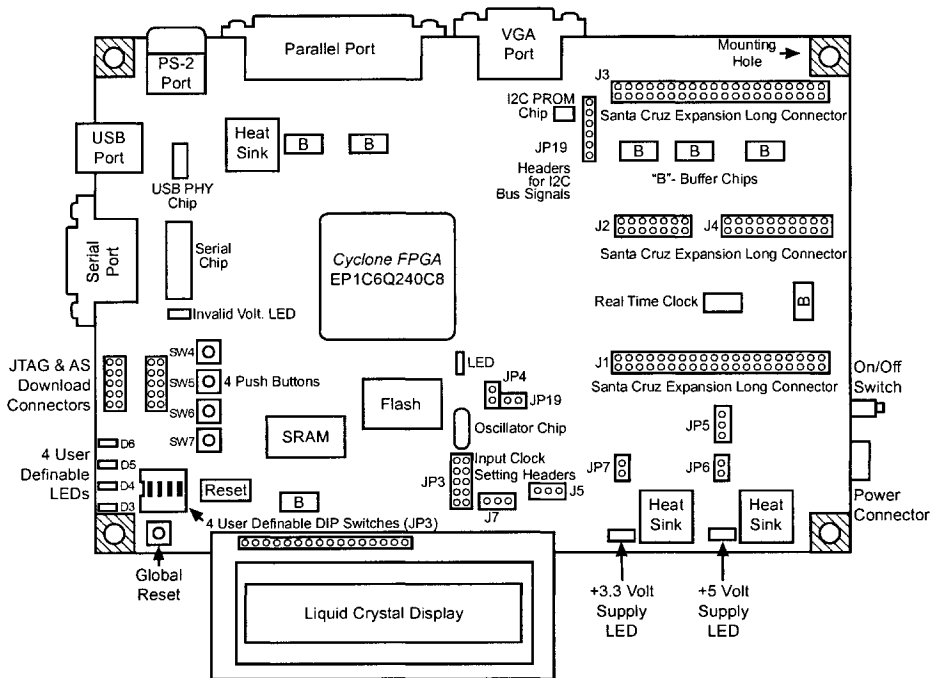 PS-2
Port
Parallel Port
VGA
Port
Mounting
Hole
J3
I2C PROM
Chip
Santa Cruz Expansion Long Connector
USB
Port
Heat
Sink
B
B
JP19
Headers
for I2C
Bus Signals
B
B
B
"B"- Buffer Chips
USB PHY
Chip
Serial
Port
Serial
Chip
Cyclone FPGA
EP1C6Q240C8
J2
J4
Santa Cruz Expansion Long Connector
Real Time Clock
B
Invalid Volt. LED
JTAG & AS
Download
Connectors
SW4
SW5
SW6
SW7
4 Push Buttons
LED
JP4
JP19
J1
Santa Cruz Expansion Long Connector
On/Off
Switch
Flash
SRAM
Oscillator Chip
JP5
4 User
Definable
LEDs
D6
D5
D4
D3
Reset
B
JP3
Input Clock
Setting Headers
J5
J7
JP7
JP6
Heat
Sink
Heat
Sink
Power
Connector
4 User Definable DIP Switches (JP3)
Global
Reset
Liquid Crystal Display
+3.3 Volt
Supply
LED
+5 Volt
Supply
LED